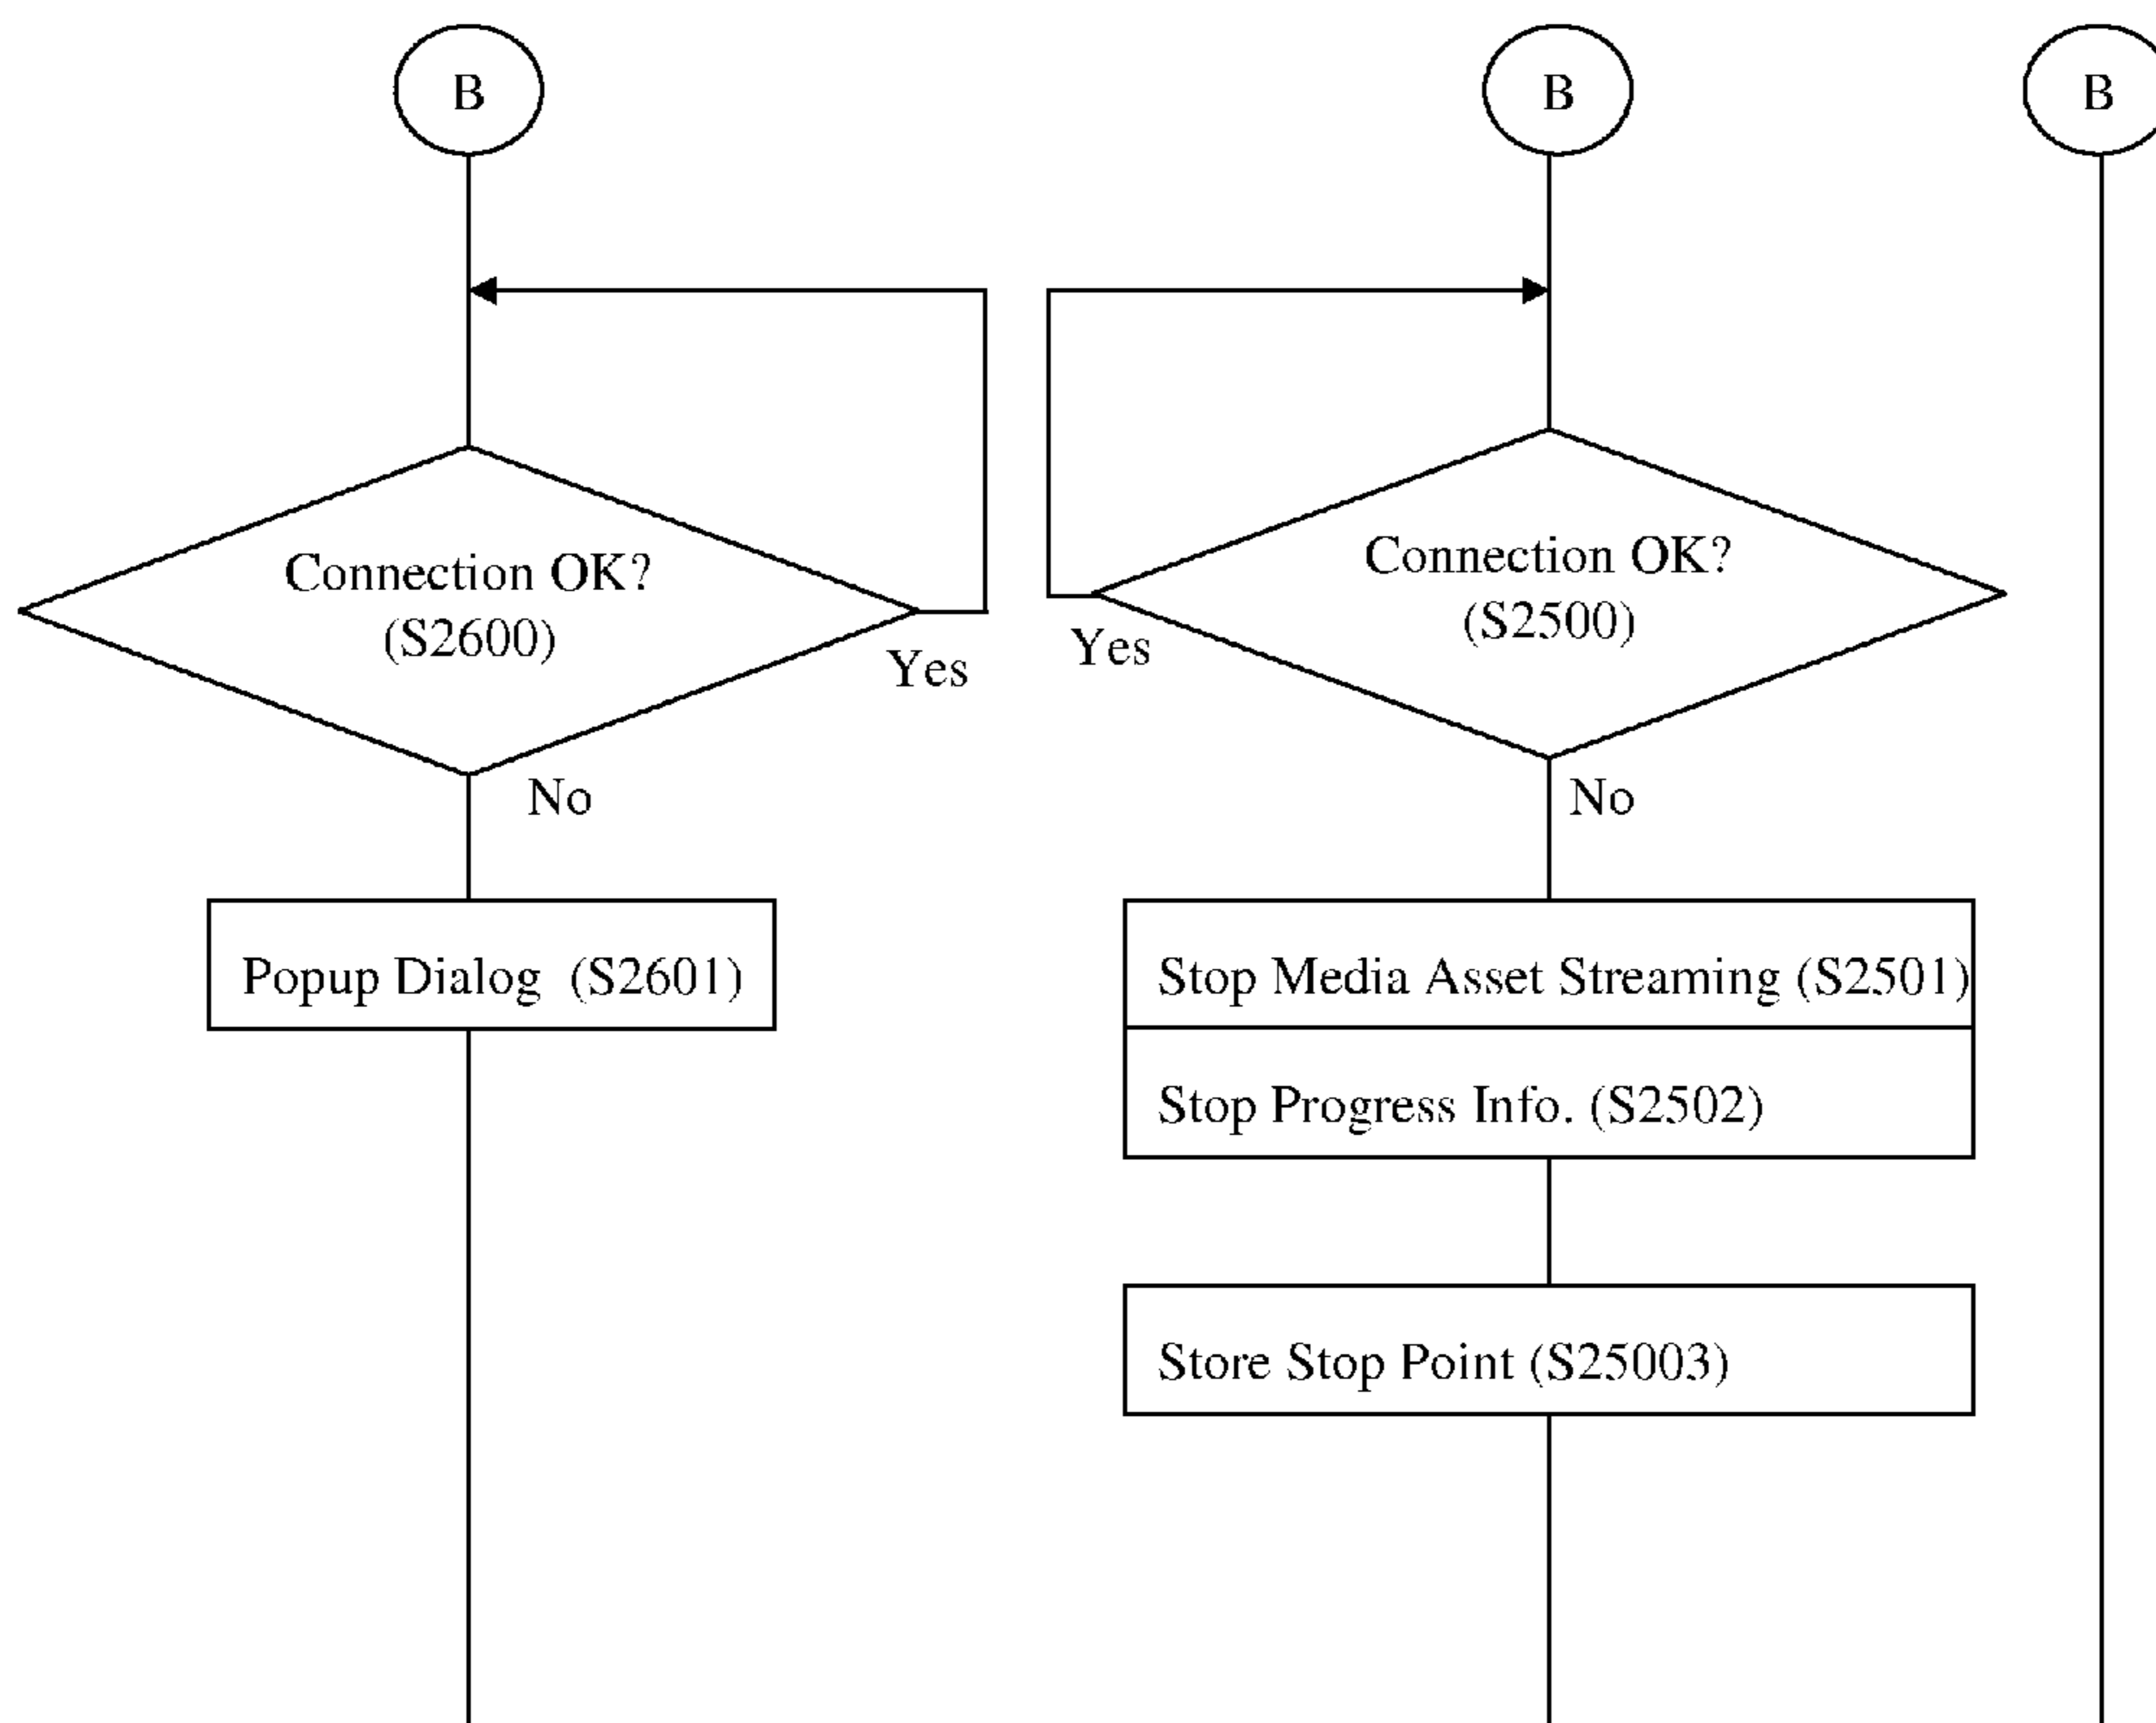 B
B
B
Connection OK?
(S2600)
Yes
No
Popup Dialog (S2601)
Connection OK?
(S2500)
Yes
No
Stop Media Asset Streaming (S2501)
Stop Progress Info. (S2502)
Store Stop Point (S25003)